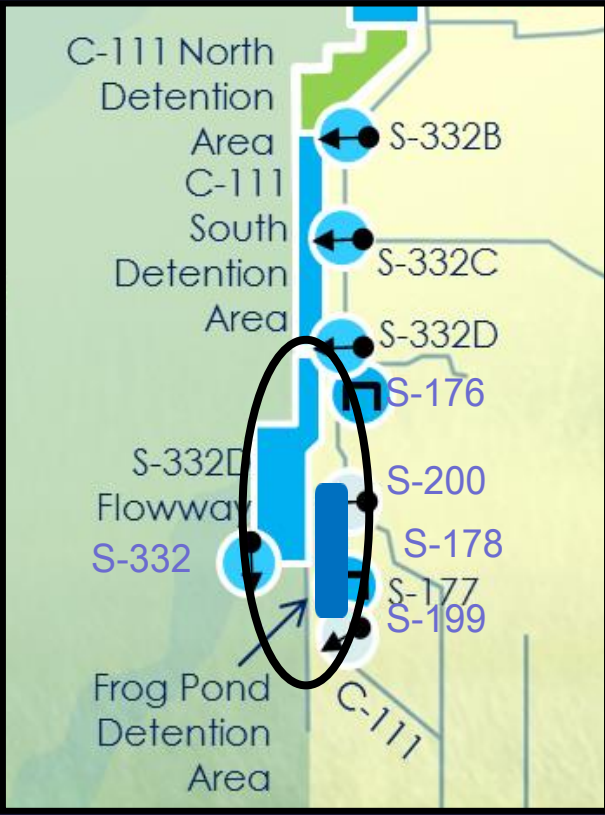 C-111 North
Detention
Area
S-332B
C-111
South
Detention
Area
S-332C
S-332D
S-176
S-332D
Flowway
S-200
S-332
S-178
S-177
S-199
Frog Pond
Detention
Area
C-111